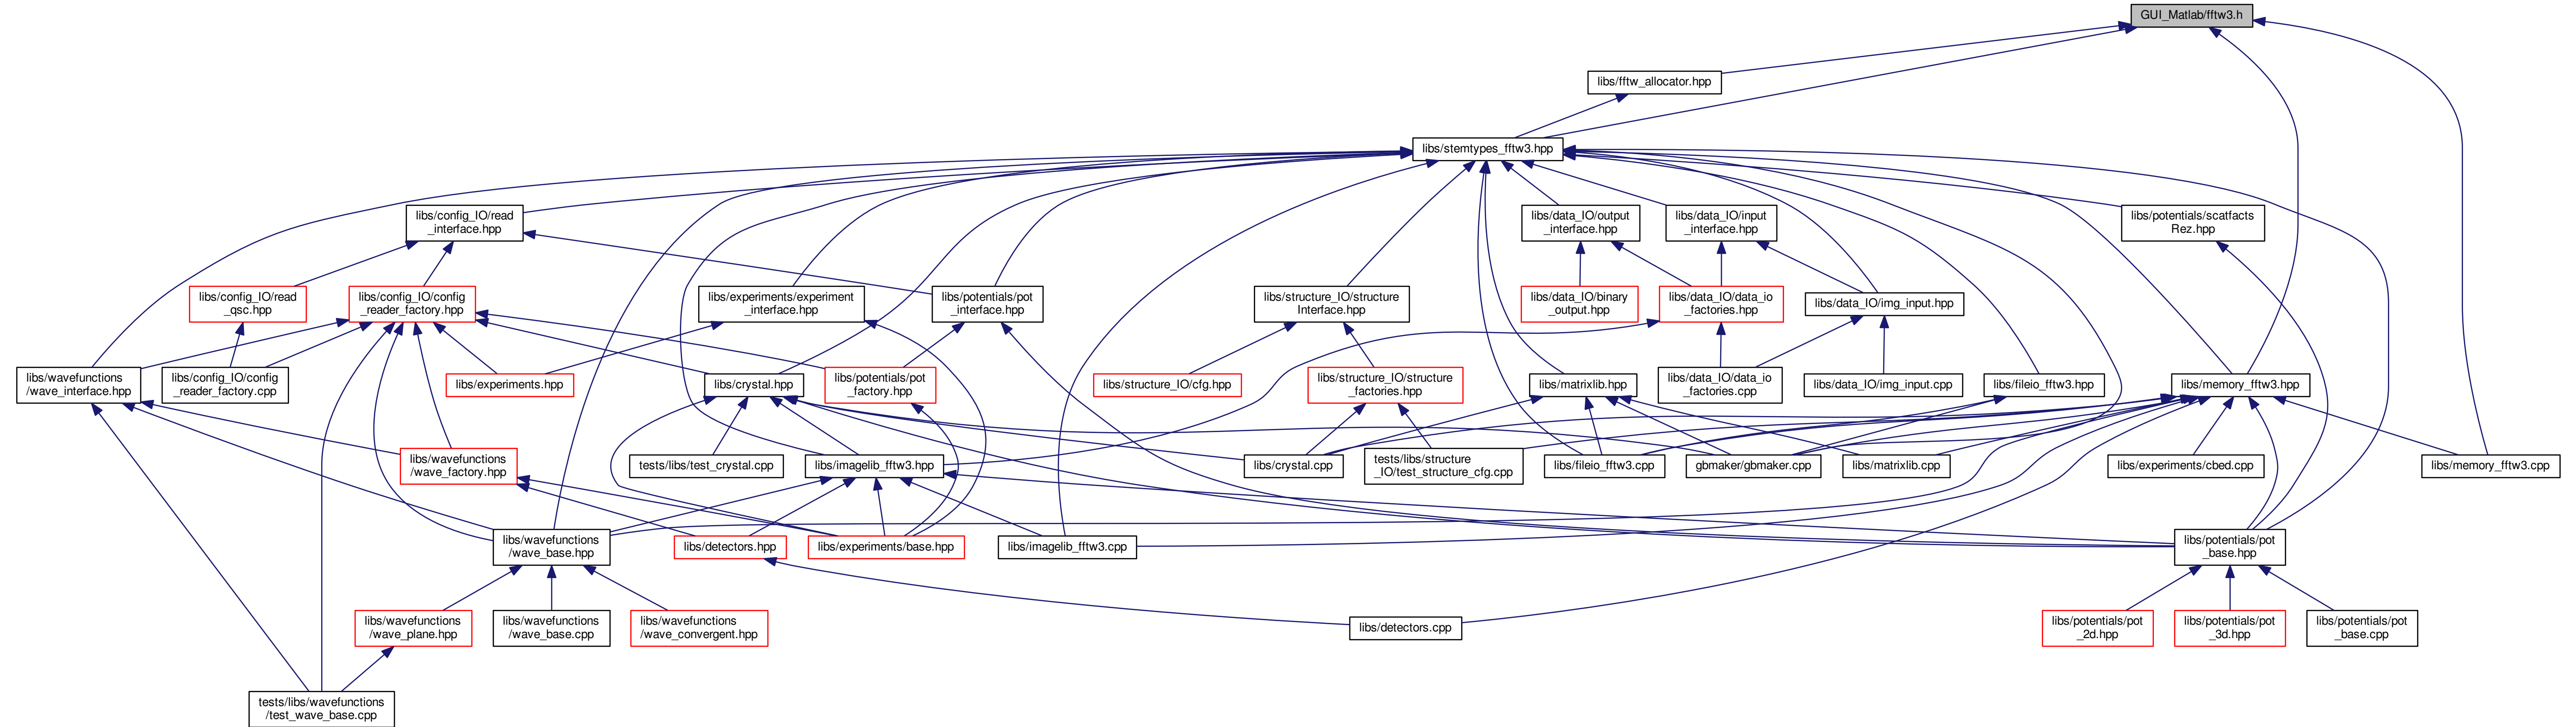 GUI_Matlab/fftw3.h
libs/fftw_allocator.hpp
libs/stemtypes_fftw3.hpp
libs/config_IO/read
_interface.hpp
libs/data_IO/output
_interface.hpp
libs/data_IO/input
_interface.hpp
libs/potentials/scatfacts
Rez.hpp
libs/config_IO/read
_qsc.hpp
libs/config_IO/config
_reader_factory.hpp
libs/experiments/experiment
_interface.hpp
libs/potentials/pot
_interface.hpp
libs/structure_IO/structure
Interface.hpp
libs/data_IO/binary
_output.hpp
libs/data_IO/data_io
_factories.hpp
libs/data_IO/img_input.hpp
libs/wavefunctions
/wave_interface.hpp
libs/config_IO/config
_reader_factory.cpp
libs/experiments.hpp
libs/crystal.hpp
libs/potentials/pot
_factory.hpp
libs/structure_IO/cfg.hpp
libs/structure_IO/structure
_factories.hpp
libs/matrixlib.hpp
libs/data_IO/data_io
_factories.cpp
libs/data_IO/img_input.cpp
libs/fileio_fftw3.hpp
libs/memory_fftw3.hpp
libs/wavefunctions
/wave_factory.hpp
tests/libs/test_crystal.cpp
libs/imagelib_fftw3.hpp
libs/crystal.cpp
tests/libs/structure
_IO/test_structure_cfg.cpp
libs/fileio_fftw3.cpp
gbmaker/gbmaker.cpp
libs/matrixlib.cpp
libs/experiments/cbed.cpp
libs/memory_fftw3.cpp
libs/wavefunctions
/wave_base.hpp
libs/detectors.hpp
libs/experiments/base.hpp
libs/imagelib_fftw3.cpp
libs/potentials/pot
_base.hpp
libs/wavefunctions
/wave_plane.hpp
libs/wavefunctions
/wave_base.cpp
libs/wavefunctions
/wave_convergent.hpp
libs/detectors.cpp
libs/potentials/pot
_2d.hpp
libs/potentials/pot
_3d.hpp
libs/potentials/pot
_base.cpp
tests/libs/wavefunctions
/test_wave_base.cpp